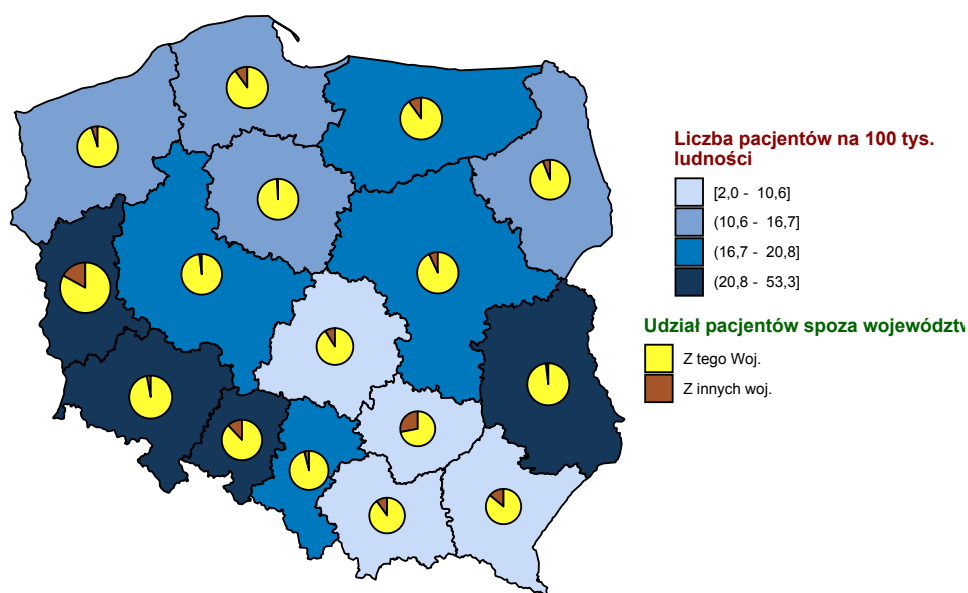 Liczba pacjentów na 100 tys.
ludności
[2,0 - 10,6]
(10,6 - 16,7]
(16,7 - 20,8]
(20,8 - 53,3]
Udział pacjentów spoza województw
Z tego Woj.
Z innych woj.